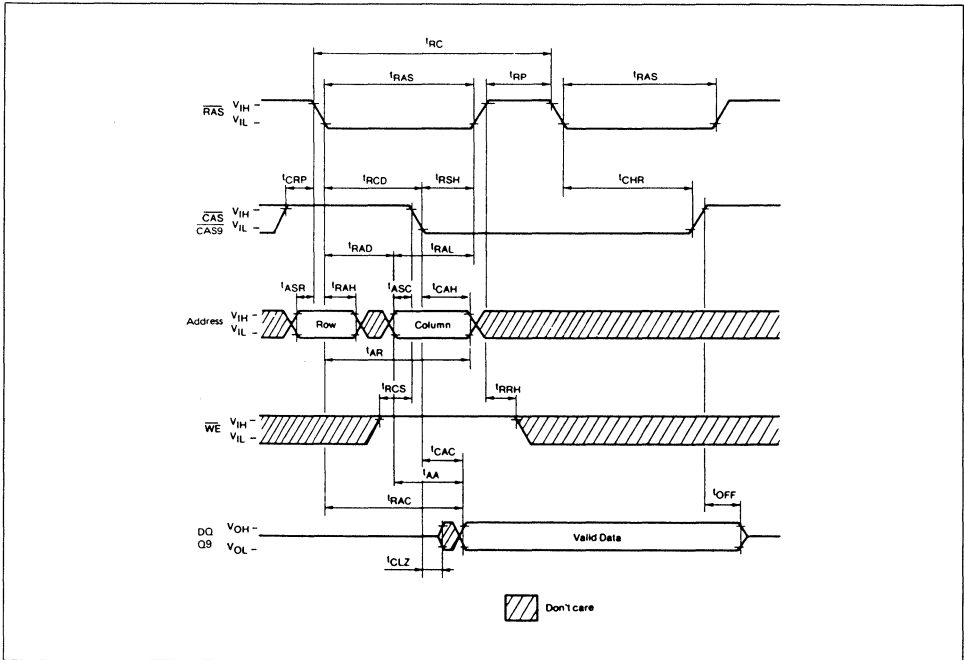 tRC
tRAS tRP tRAS
RAS VIH –
VIL –
tCRP tRCD tRSH tCHR
CAS VIH –
CAS9 VIL –
tRAD tRAL
tASR tRAH tASC tCAH
Address VIH –
VIL –
Row Column
tAR
tRCS tRRH
WE VIH –
VIL –
tCAC
tAA
tRAC tOFF
DQ VOH –
Q9 VOL –
Valid Data
tCLZ
Don't care